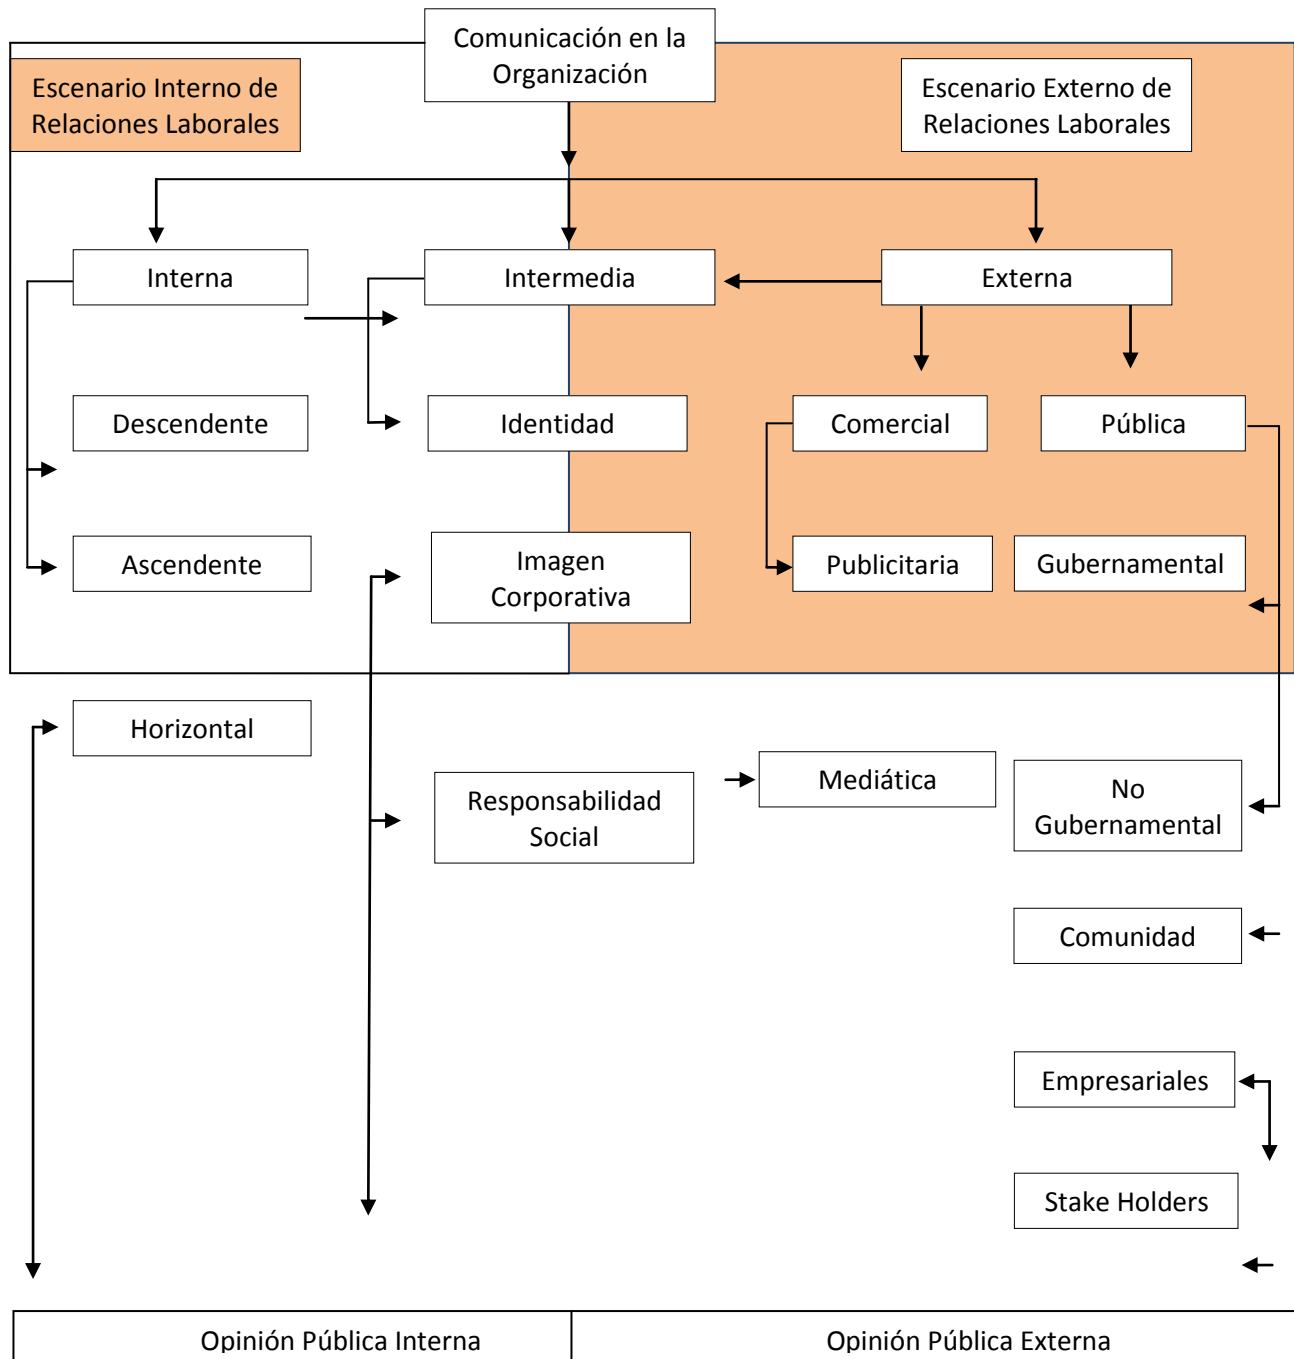 Comunicación en la
Organización
Escenario Interno de
Relaciones Laborales
Escenario Externo de
Relaciones Laborales
Interna
Intermedia
Externa
Descendente
Identidad
Comercial
Pública
Ascendente
Imagen
Corporativa
Publicitaria
Gubernamental
Horizontal
Responsabilidad
Social
Mediática
No
Gubernamental
Comunidad
Empresariales
Stake Holders
Opinión Pública Interna
Opinión Pública Externa